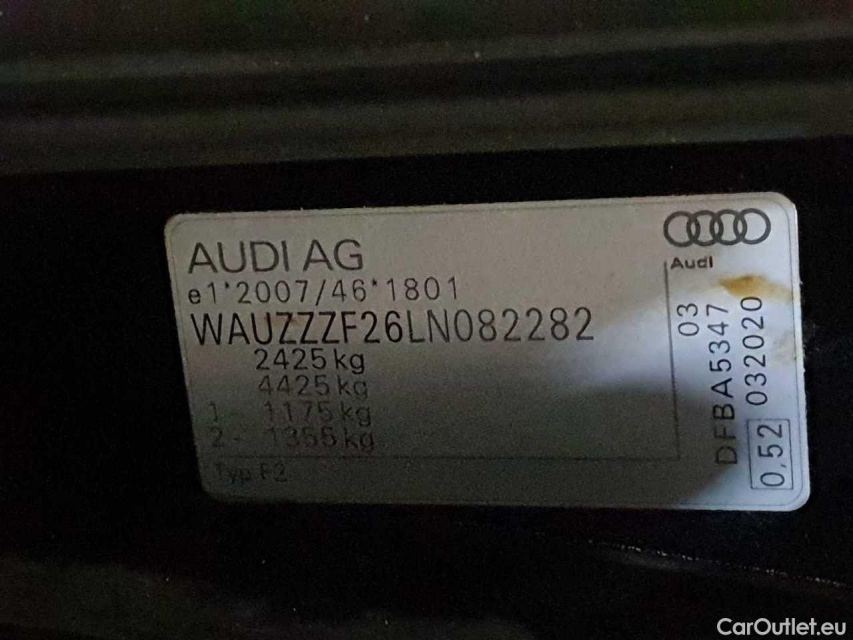 AUDI AG
e1*2007/46*1801
WAUZZZF26LN082282
2425 kg
4425 kg
1 - 1175 kg
2 - 1355 kg
Typ F2
Audi
03
DFBA5347
032020
0,52
CarOutlet.eu